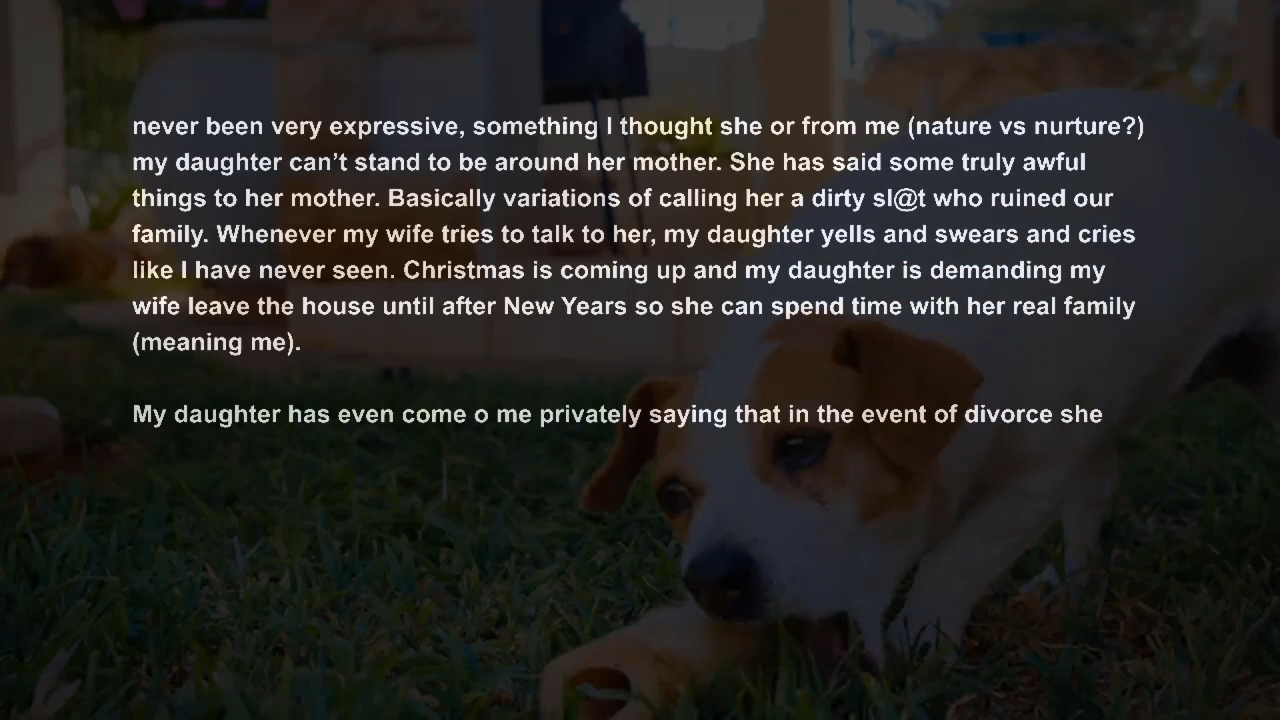 never been very expressive, something I thought she or from me (nature vs nurture?)
my daughter can’t stand to be around her mother. She has said some truly awful
things to her mother. Basically variations of calling her a dirty sl@t who ruined our
family. Whenever my wife tries to talk to her, my daughter yells and swears and cries
like I have never seen. Christmas is coming up and my daughter is demanding my
wife leave the house until after New Years so she can spend time with her real family
(meaning me).
My daughter has even come o me privately saying that in the event of divorce she